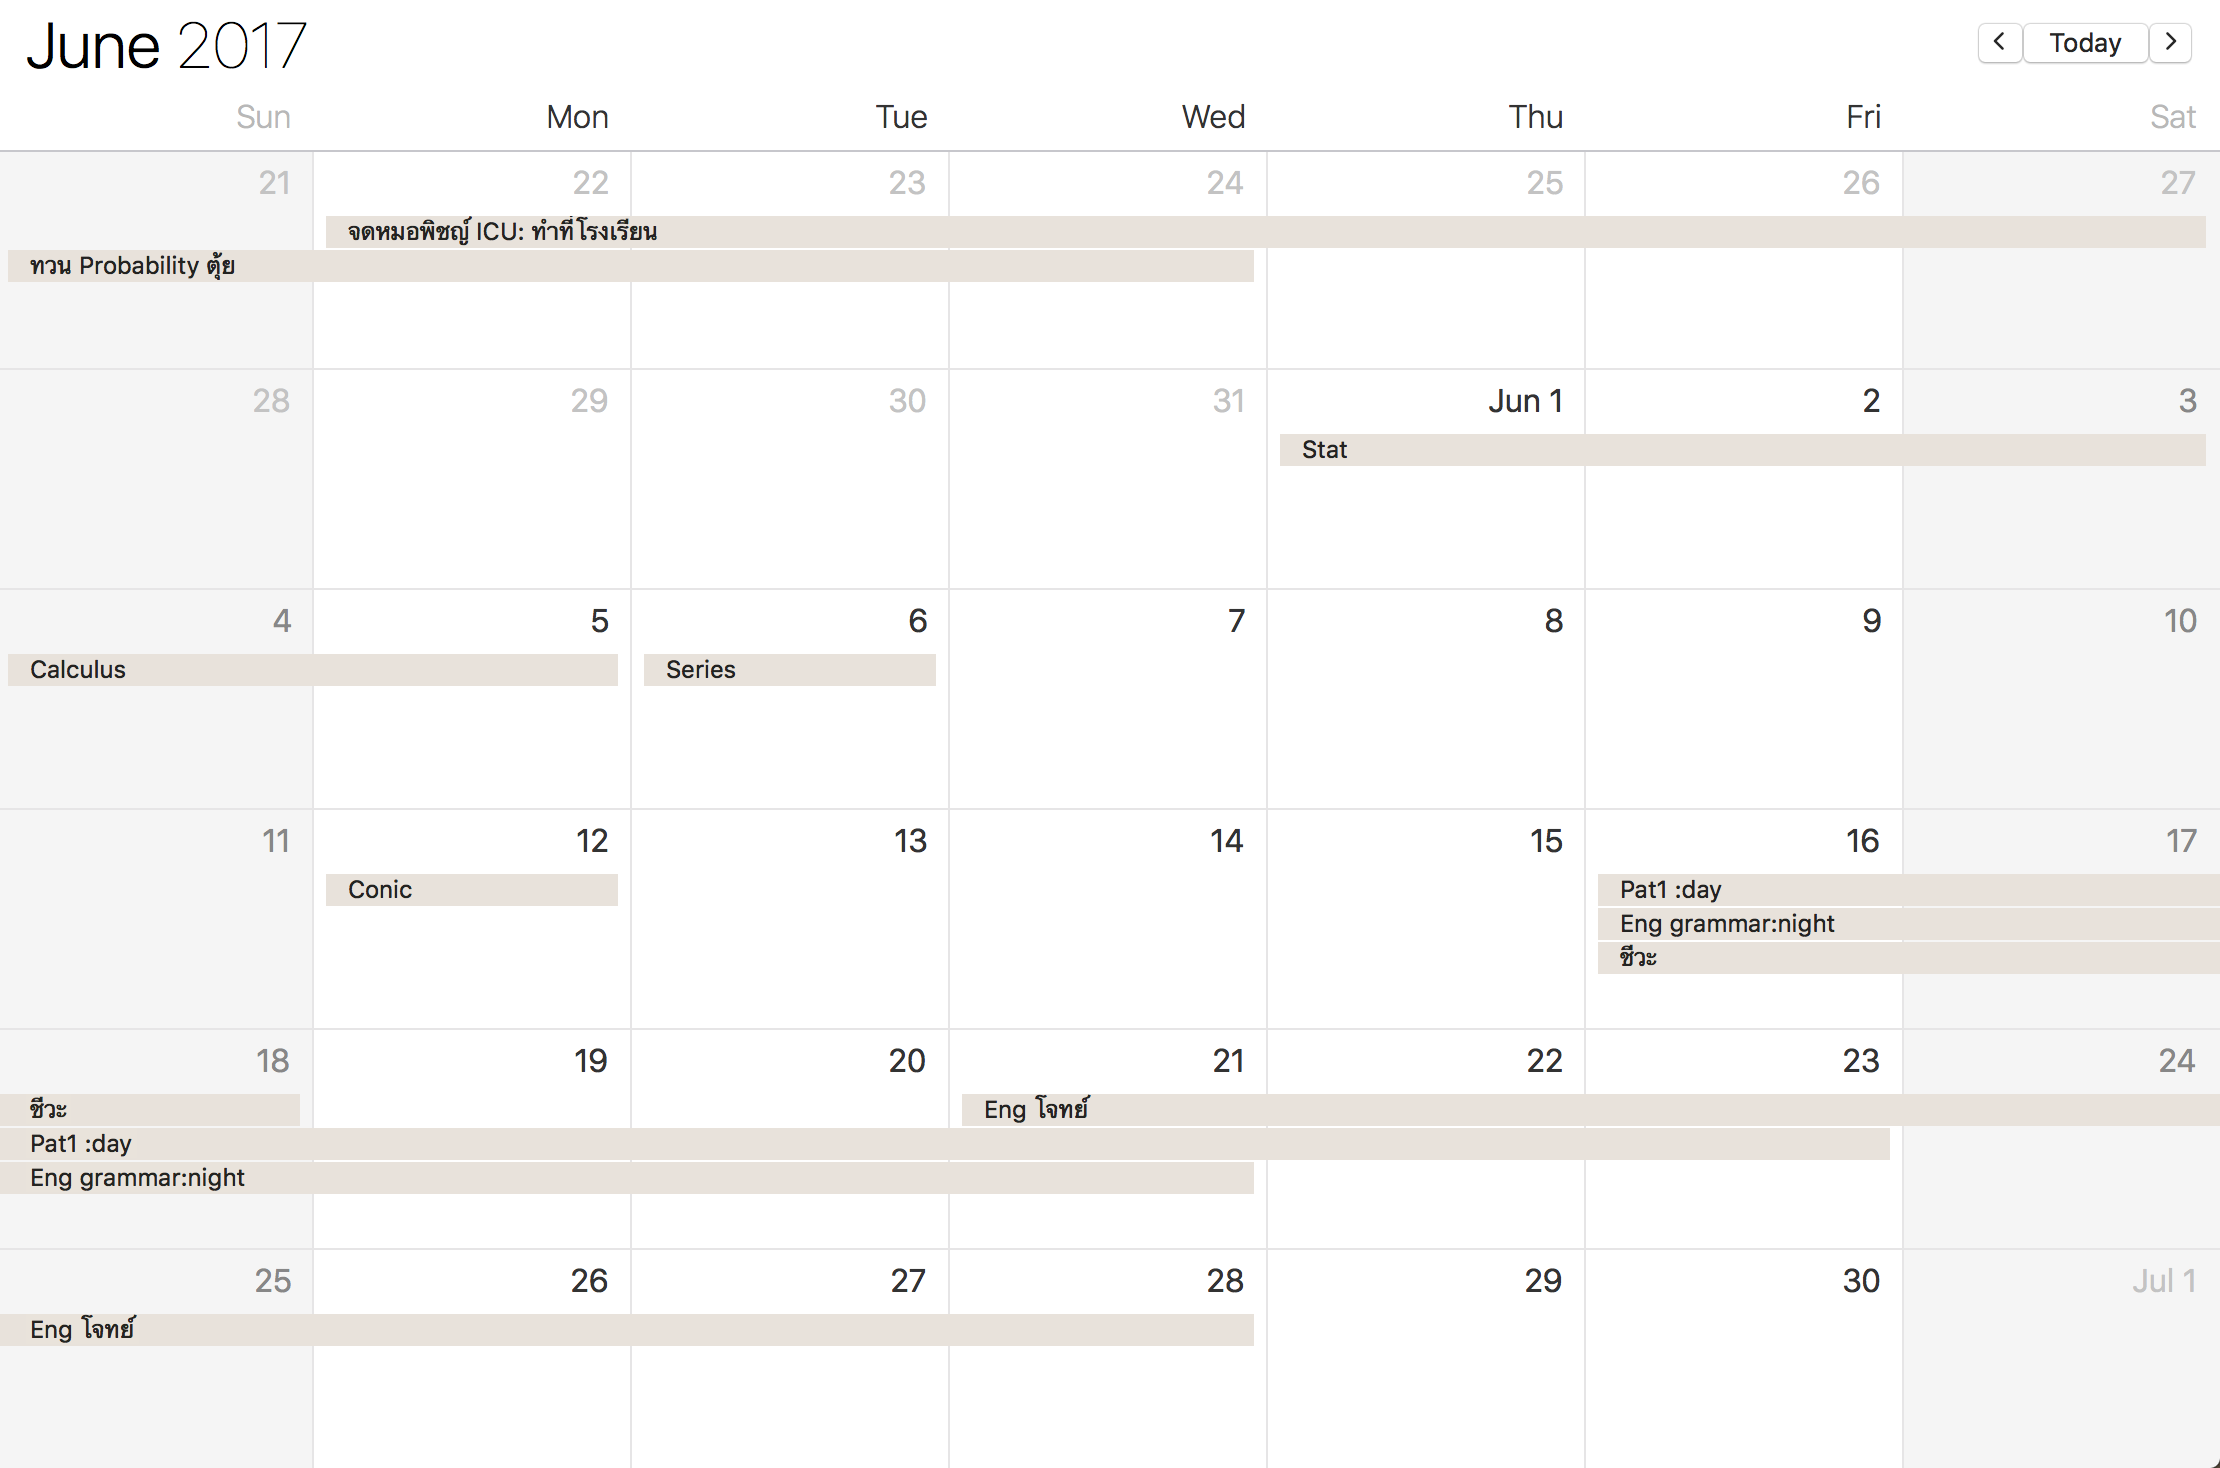 June 2017
< Today >
Sun Mon Tue Wed Thu Fri Sat
21 22 23 24 25 26 27
จดหมอพิชญ์ ICU: ทำที่โรงเรียน
ทวน Probability ตุ้ย
28 29 30 31 Jun 1 2 3
Stat
4 5 6 7 8 9 10
Calculus Series
11 12 13 14 15 16 17
Conic Pat1 :day
Eng grammar:night
ชีวะ
18 19 20 21 22 23 24
ชีวะ Eng โจทย์
Pat1 :day
Eng grammar:night
25 26 27 28 29 30 Jul 1
Eng โจทย์